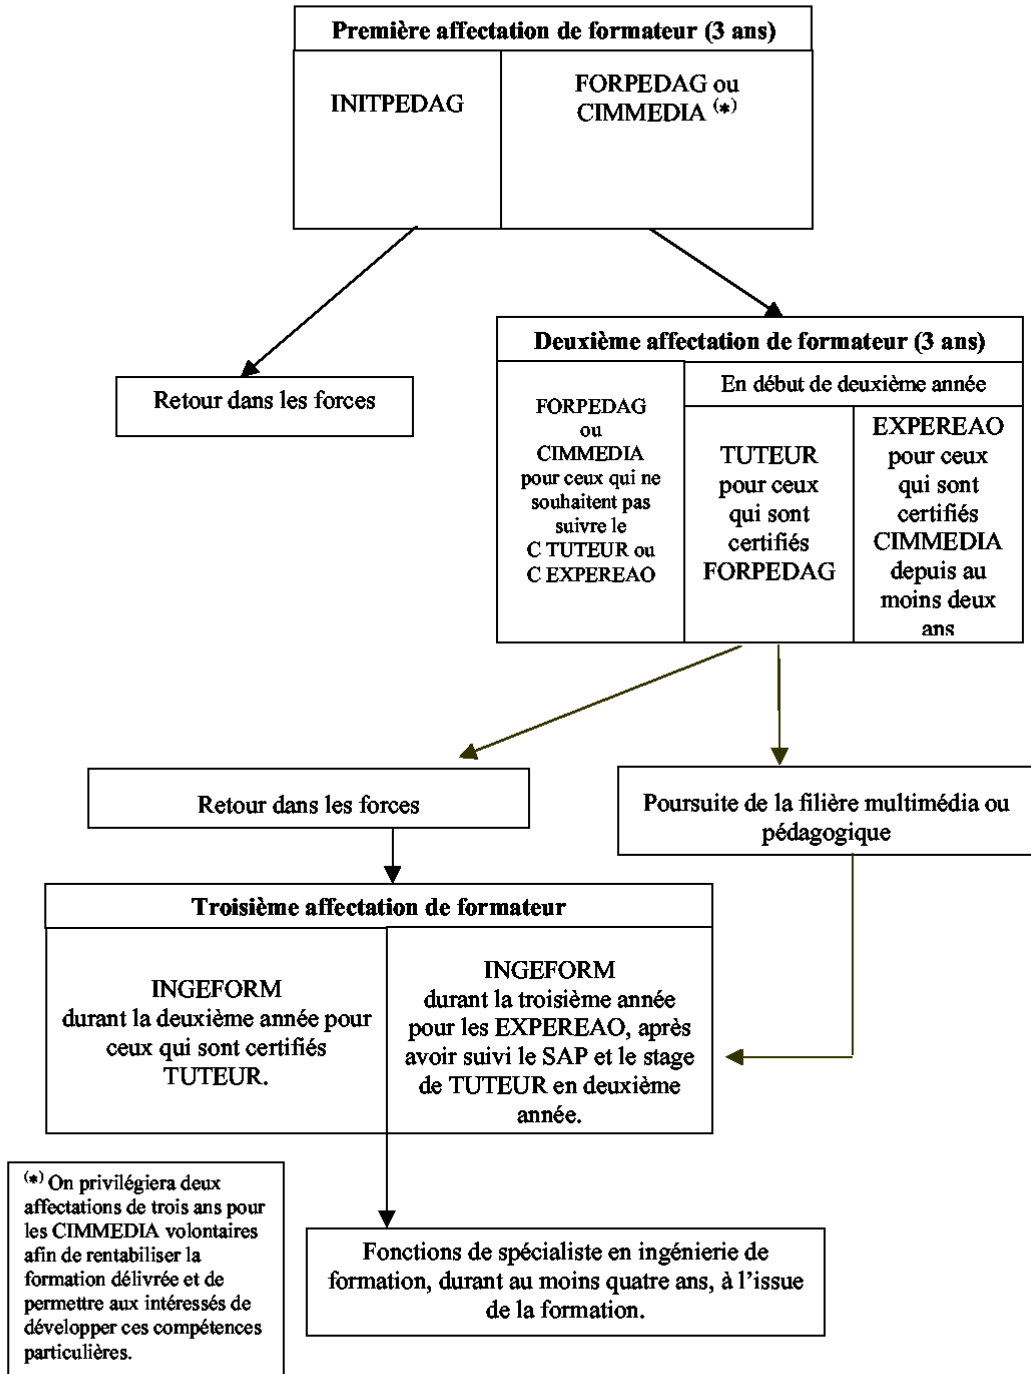 Première affectation de formateur (3 ans)
INITPEDAG
FORPEDAG ou
CIMMEDIA (*)
Retour dans les forces
Deuxième affectation de formateur (3 ans)
FORPEDAG
ou
CIMMEDIA
pour ceux qui ne
souhaitent pas
suivre le
C TUTEUR ou
C EXPEREAO
En début de deuxième année
TUTEUR
pour ceux
qui sont
certifiés
FORPEDAG
EXPEREAO
pour ceux
qui sont
certifiés
CIMMEDIA
depuis au
moins deux
ans
Retour dans les forces
Poursuite de la filière multimédia ou
pédagogique
Troisième affectation de formateur
INGEFORM
durant la deuxième année pour
ceux qui sont certifiés
TUTEUR.
INGEFORM
durant la troisième année
pour les EXPEREAO, après
avoir suivi le SAP et le stage
de TUTEUR en deuxième
année.
(*) On privilégiera deux
affectations de trois ans pour
les CIMMEDIA volontaires
afin de rentabiliser la
formation délivrée et de
permettre aux intéressés de
développer ces compétences
particulières.
Fonctions de spécialiste en ingénierie de
formation, durant au moins quatre ans, à l'issue
de la formation.